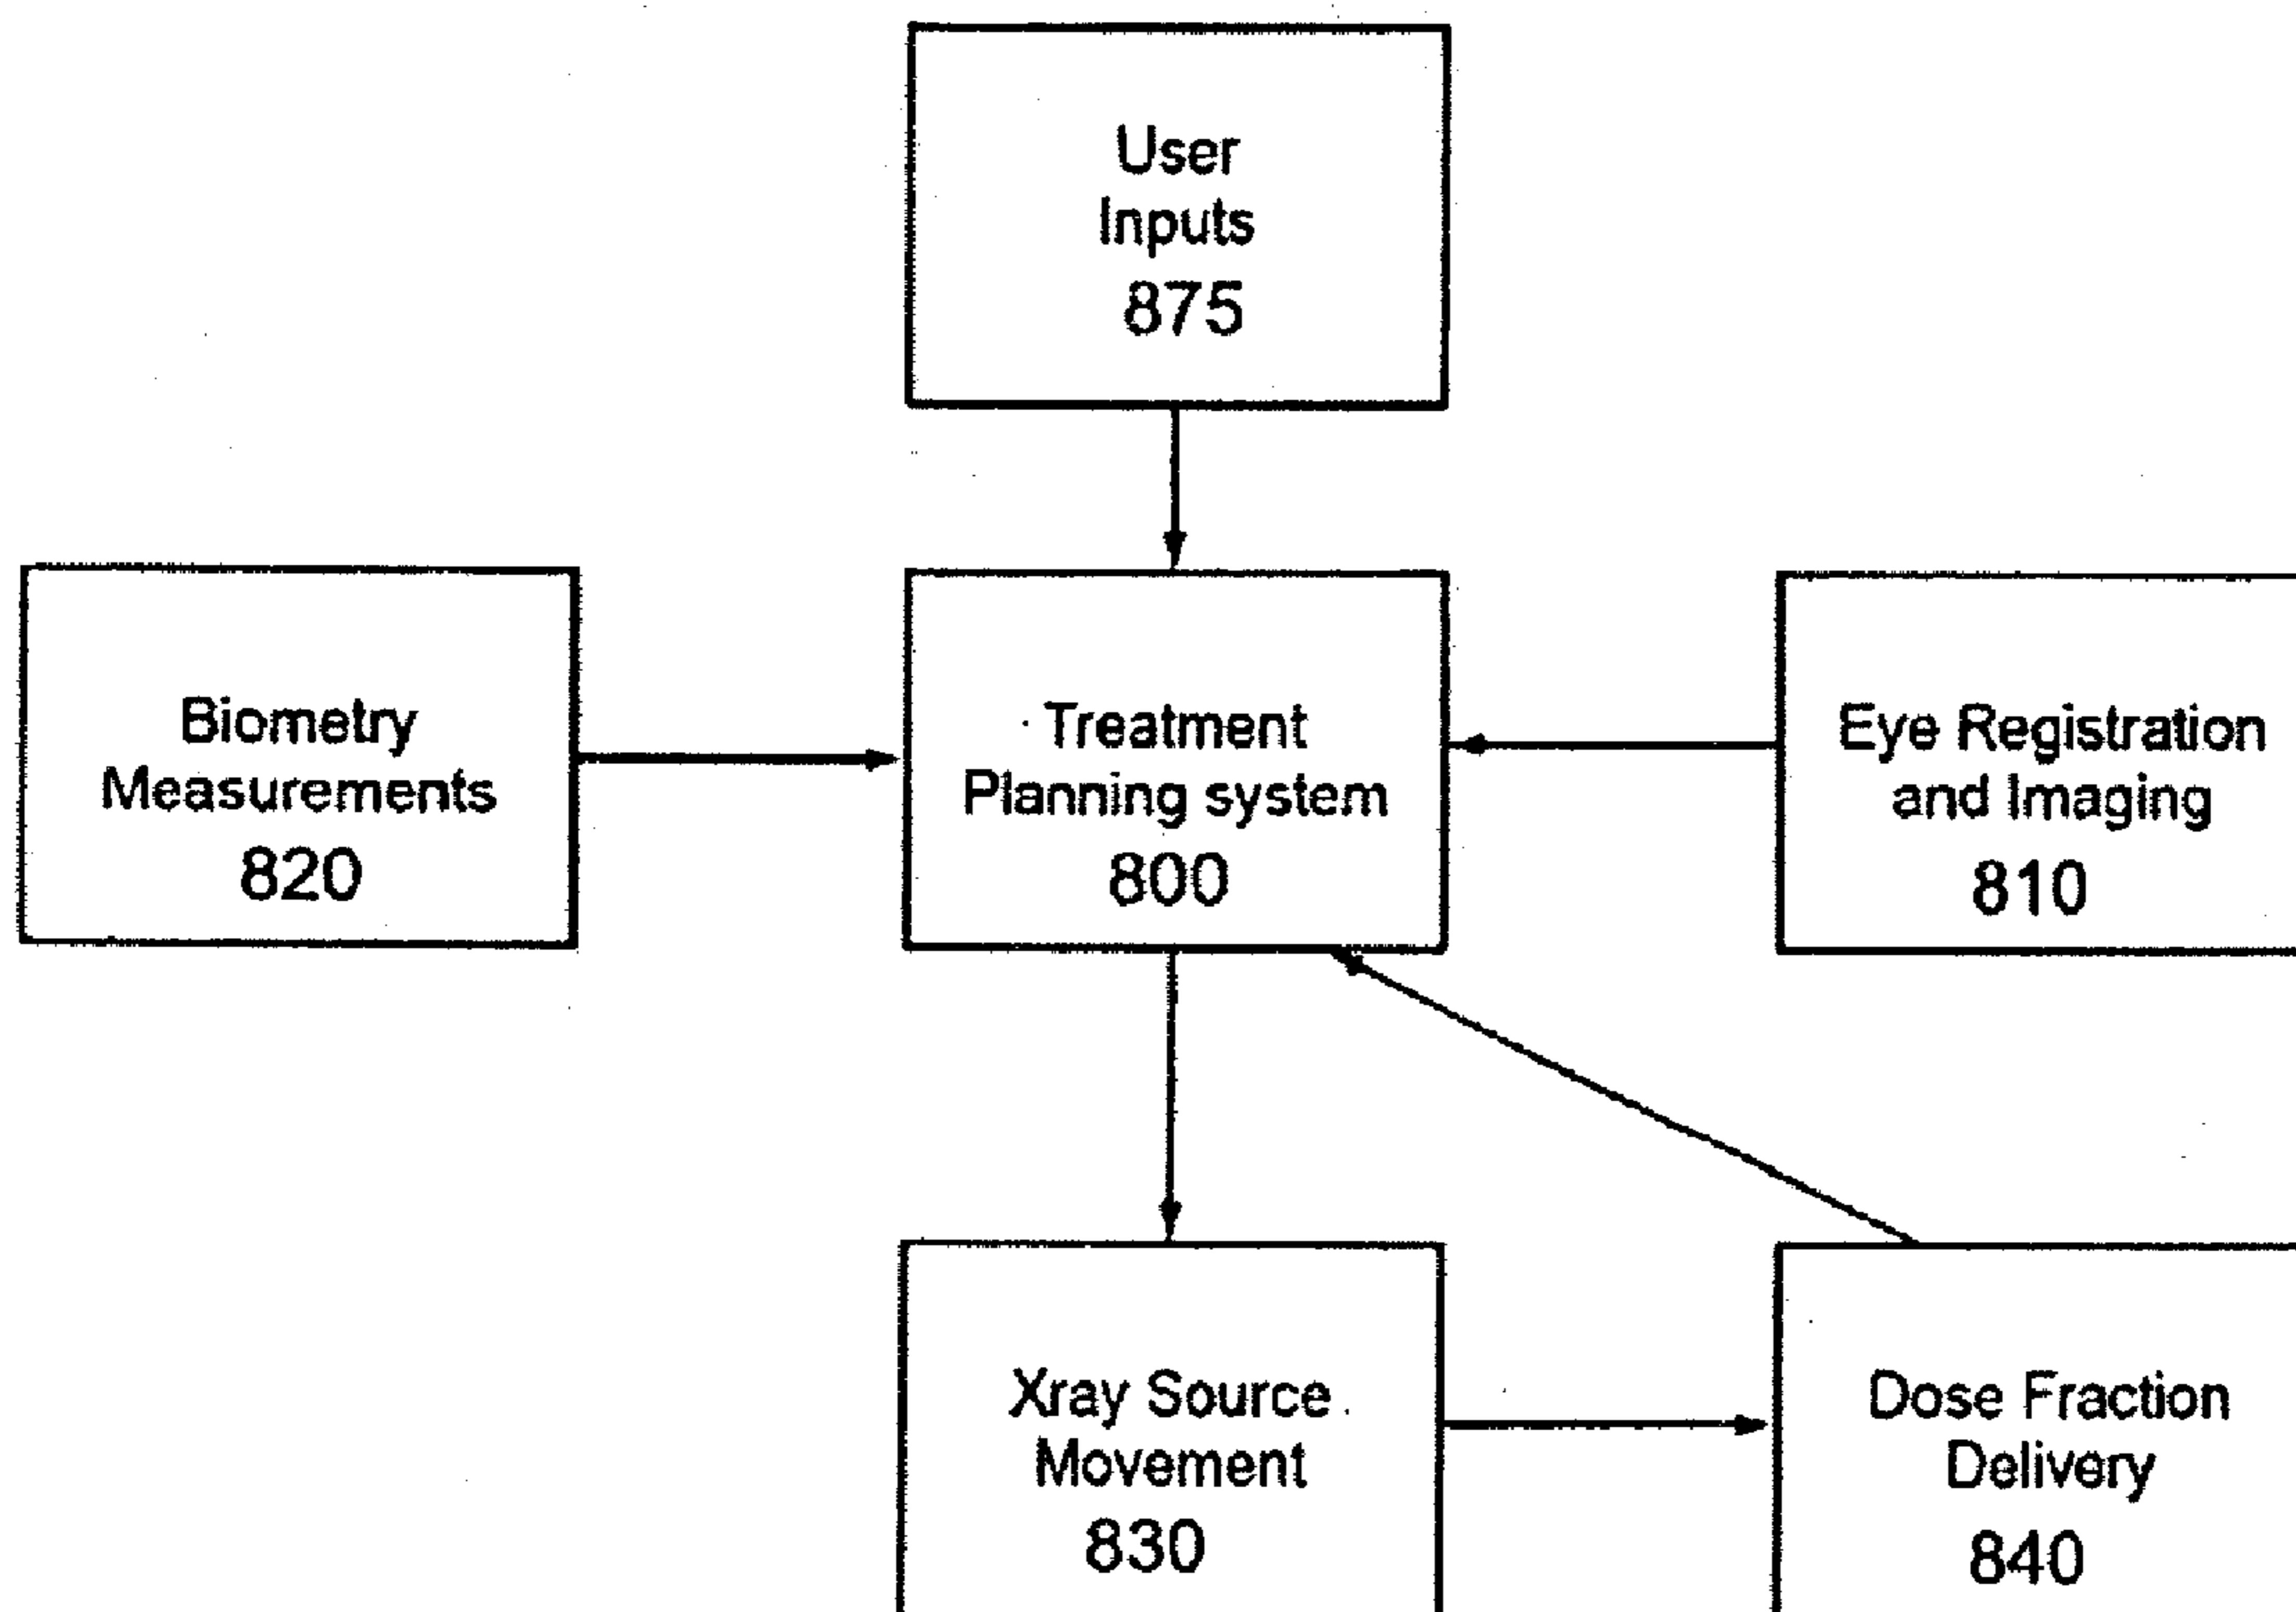 User
Inputs
875
Biometry
Measurements
820
Treatment
Planning system
800
Eye Registration
and Imaging
810
Xray Source
Movement
830
Dose Fraction
Delivery
840